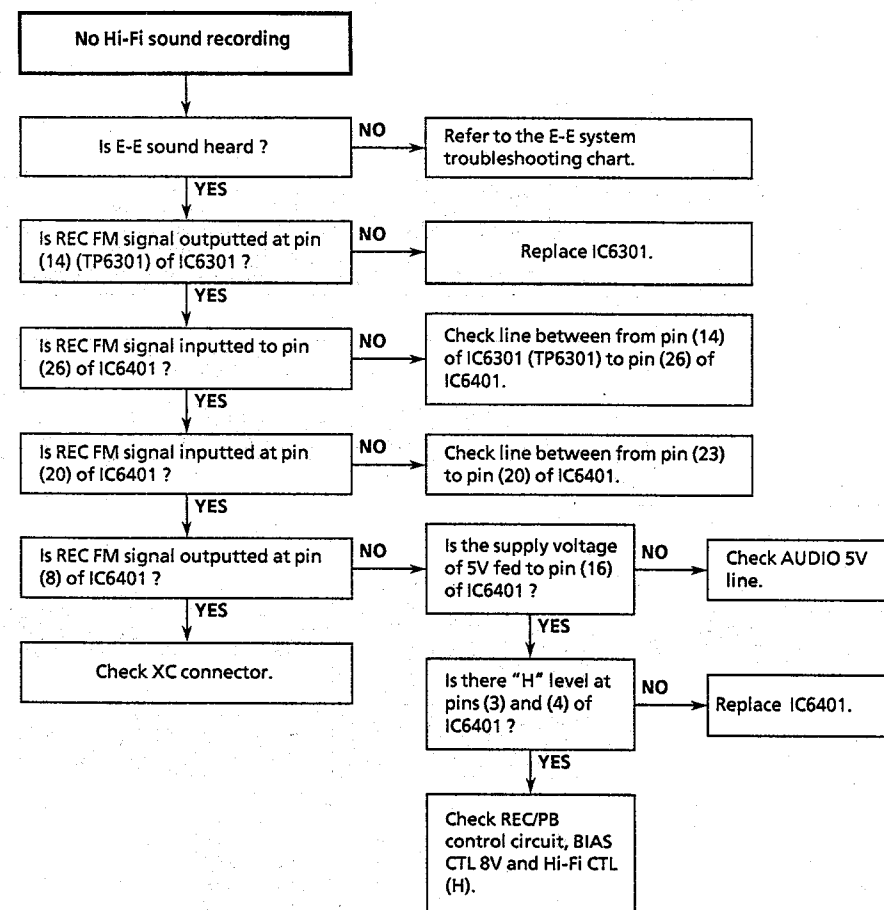 No Hi-Fi sound recording
Is E-E sound heard ?
NO
Refer to the E-E system
troubleshooting chart.
YES
Is REC FM signal outputted at pin
(14) (TP6301) of IC6301 ?
NO
Replace IC6301.
YES
Is REC FM signal inputted to pin
(26) of IC6401 ?
NO
Check line between from pin (14)
of IC6301 (TP6301) to pin (26) of
IC6401.
YES
Is REC FM signal inputted at pin
(20) of IC6401 ?
NO
Check line between from pin (23)
to pin (20) of IC6401.
YES
Is REC FM signal outputted at pin
(8) of IC6401 ?
NO
Is the supply voltage
of 5V fed to pin (16)
of IC6401 ?
NO
Check AUDIO 5V
line.
YES
Check XC connector.
YES
Is there "H" level at
pins (3) and (4) of
IC6401 ?
NO
Replace IC6401.
YES
Check REC/PB
control circuit, BIAS
CTL 8V and Hi-Fi CTL
(H).